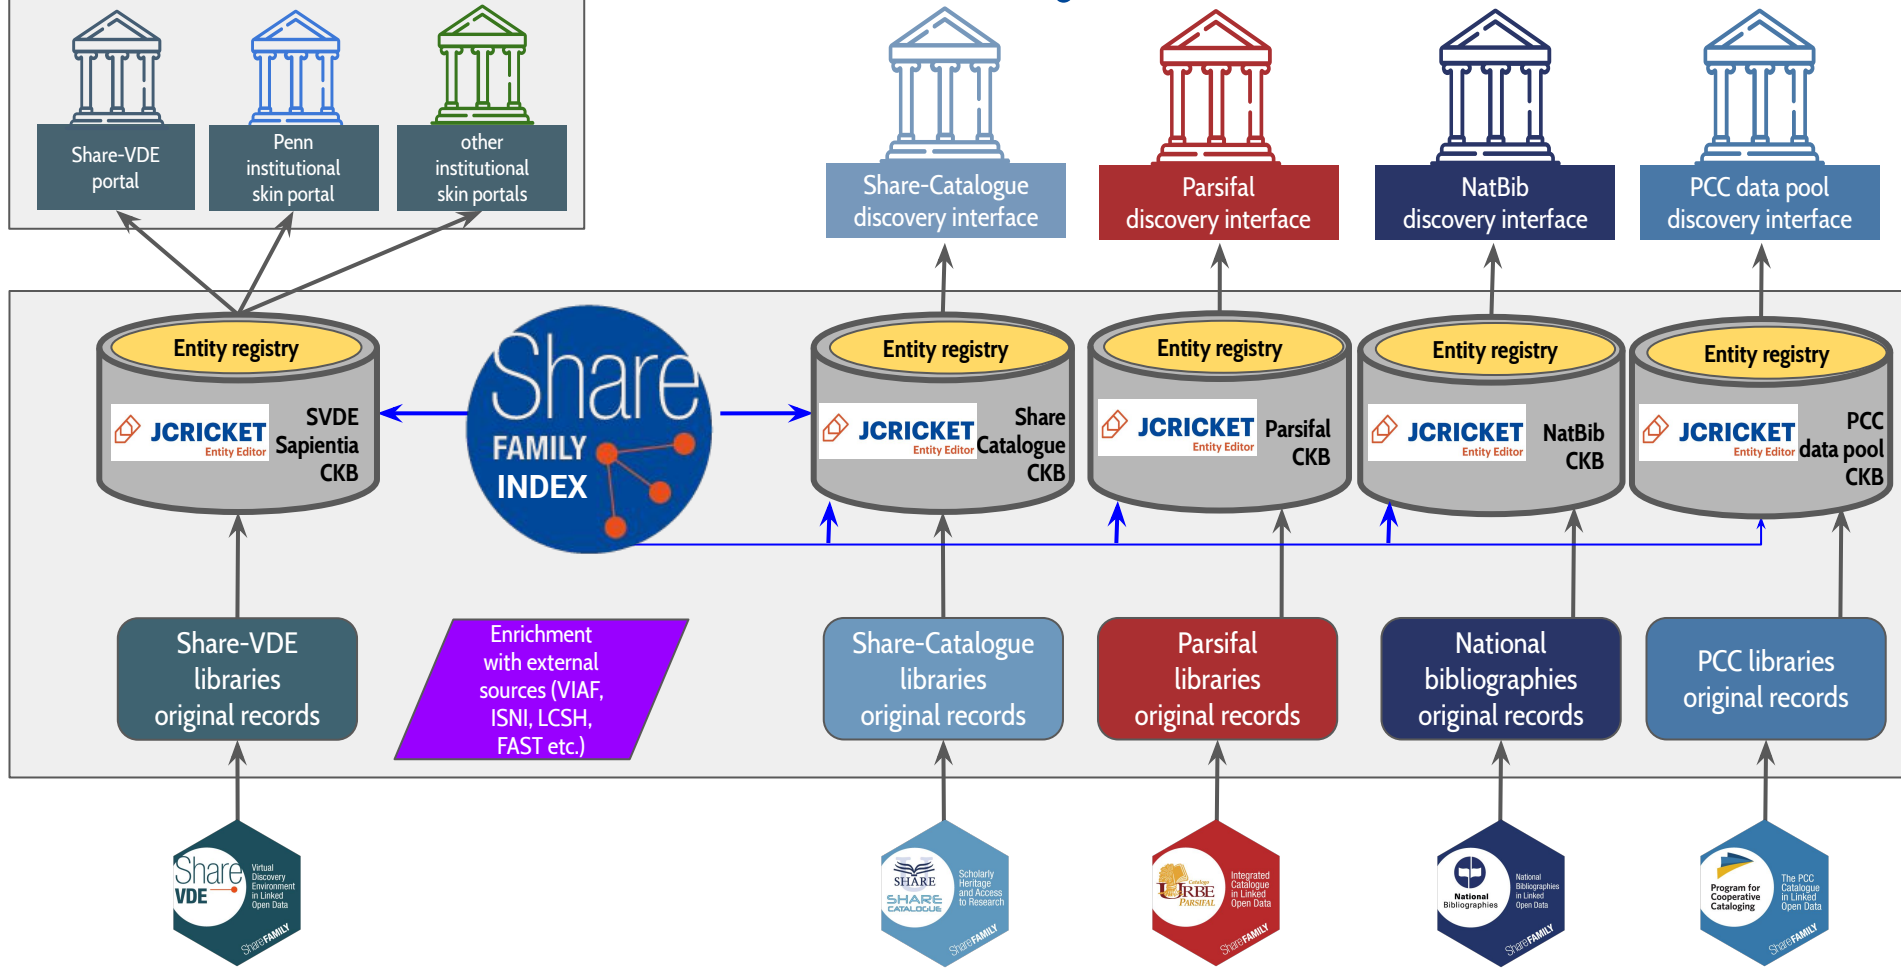 Share-VDE
portal
Penn
institutional
skin portal
other
institutional
skin portals
Share-Catalogue
discovery interface
Parsifal
discovery interface
NatBib
discovery interface
PCC data pool
discovery interface
Entity registry
JCRICKET
Entity Editor
SVDE
Sapientia
CKB
Share
FAMILY
INDEX
Entity registry
JCRICKET
Entity Editor
Share
Catalogue
CKB
Entity registry
JCRICKET
Entity Editor
Parsifal
CKB
Entity registry
JCRICKET
Entity Editor
NatBib
CKB
Entity registry
JCRICKET
Entity Editor
PCC
data pool
CKB
Share-VDE
libraries
original records
Enrichment
with external
sources (VIAF,
ISNI, LCSH,
FAST etc.)
Share-Catalogue
libraries
original records
Parsifal
libraries
original records
National
bibliographies
original records
PCC libraries
original records
Share
VDE
Virtual
Discovery
Environment
in Linked
Open Data
ShareFAMILY
SHARE
SHARE
CATALOGUE
Scholarly
Heritage
and Access
to Research
ShareFAMILY
Catalogo
URBE
PARSIFAL
Integrated
Catalogue
in Linked
Open Data
ShareFAMILY
National
Bibliographies
National
Bibliographies
in Linked
Open Data
ShareFAMILY
Program for
Cooperative
Cataloging
The PCC
Catalogue
in Linked
Open Data
ShareFAMILY